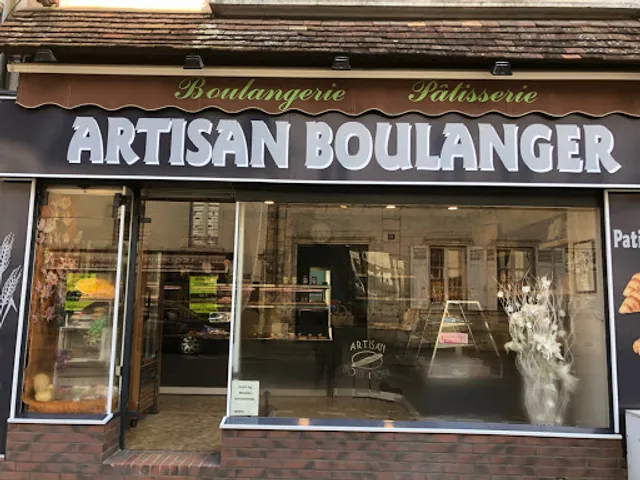 Boulangerie Pâtisserie
ARTISAN BOULANGER
Pati
ARTISAN